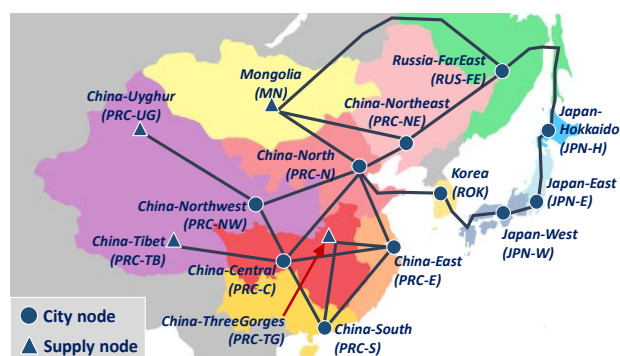 Russia-FarEast
(RUS-FE)
Mongolia
(MN)
China-Uyghur
(PRC-UG)
China-Northeast
(PRC-NE)
Japan-
Hokkaido
(JPN-H)
China-North
(PRC-N)
Korea
(ROK)
Japan-East
(JPN-E)
China-Northwest
(PRC-NW)
China-Tibet
(PRC-TB)
Japan-West
(JPN-W)
China-Central
(PRC-C)
China-East
(PRC-E)
China-ThreeGorges
(PRC-TG)
China-South
(PRC-S)
City node
Supply node